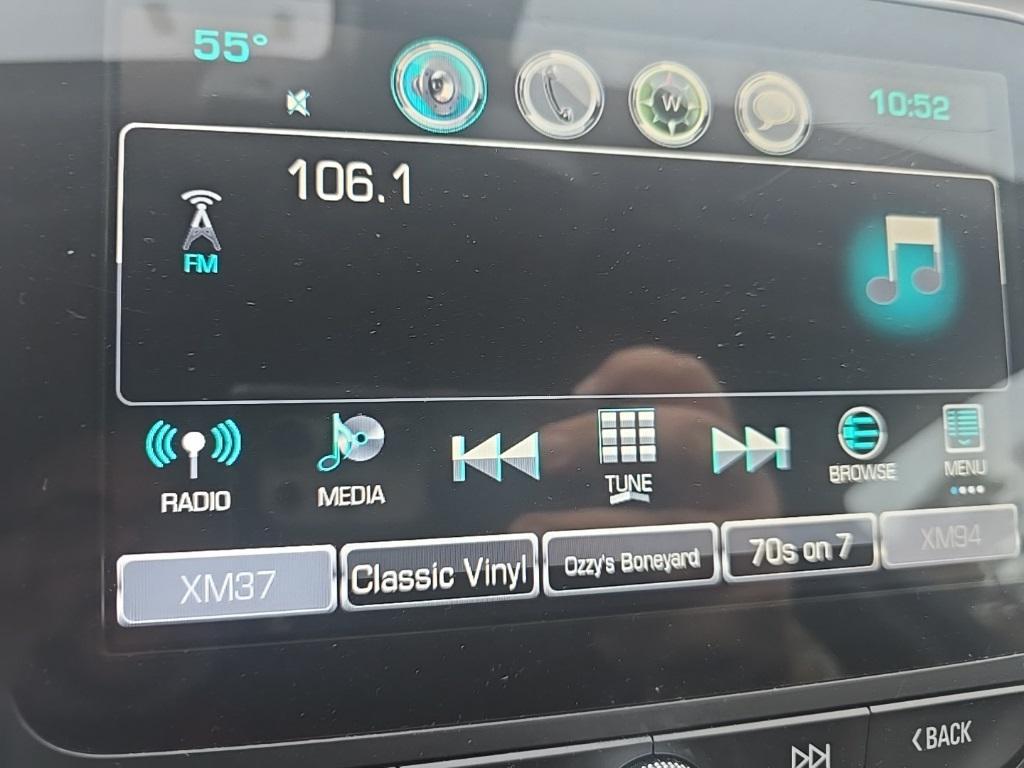 55°
W
10:52
106.1
FM
RADIO
MEDIA
TUNE
BROWSE
MENU
XM37
Classic Vinyl
Ozzy's Boneyard
70s on 7
XM94
BACK